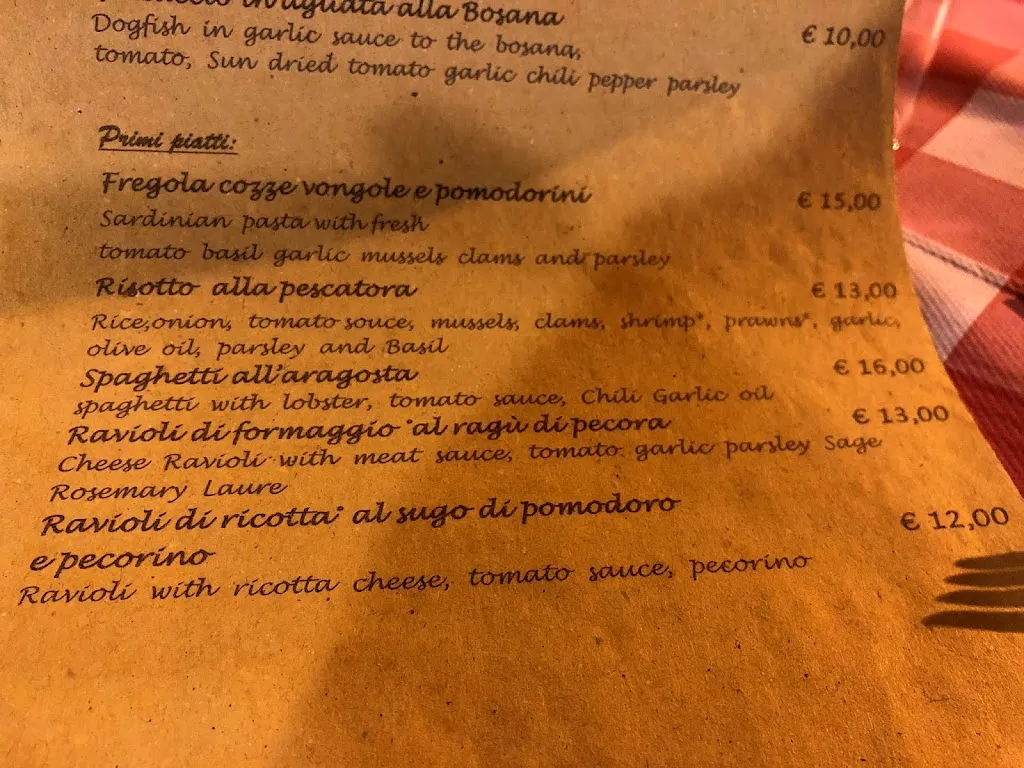 in agliata alla Bosana
Dogfish in garlic sauce to the bosana, € 10,00
tomato, Sun dried tomato garlic chili pepper parsley
Primi piatti:
Fregola cozze vongole e pomodorini € 15,00
Sardinian pasta with fresh
tomato basil garlic mussels clams and parsley
Risotto alla pescatora € 13,00
Rice,onion, tomato souce, mussels, clams, shrimp*, prawns*, garlic,
olive oil, parsley and Basil
Spaghetti all'aragosta € 16,00
spaghetti with lobster, tomato sauce, Chili Garlic oil
Ravioli di formaggio *al ragù di pecora € 13,00
Cheese Ravioli with meat sauce, tomato garlic parsley Sage
Rosemary Laure
Ravioli di ricotta* al sugo di pomodoro € 12,00
e pecorino
Ravioli with ricotta cheese, tomato sauce, pecorino